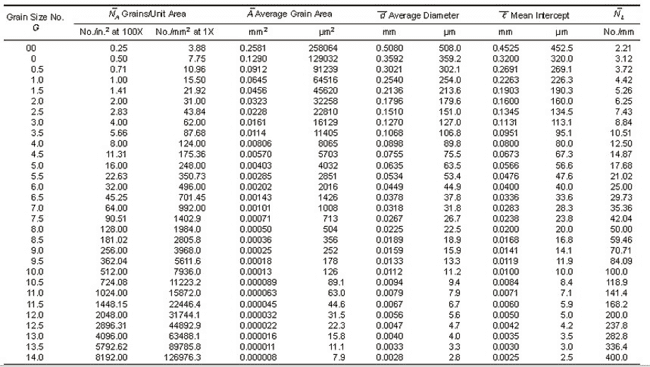 Grain Size No. G N̄A Grains/Unit Area Ā Average Grain Area d̄ Average Diameter ℓ̄ Mean Intercept N̄L
No./in.² at 100X No./mm² at 1X mm² µm² mm µm mm µm No./mm
00 0.25 3.88 0.2581 258064 0.5080 508.0 0.4525 452.5 2.21
0 0.50 7.75 0.1290 129032 0.3592 359.2 0.3200 320.0 3.12
0.5 0.71 10.96 0.0912 91239 0.3021 302.1 0.2691 269.1 3.72
1.0 1.00 15.50 0.0645 64516 0.2540 254.0 0.2263 226.3 4.42
1.5 1.41 21.92 0.0456 45620 0.2136 213.6 0.1903 190.3 5.26
2.0 2.00 31.00 0.0323 32258 0.1796 179.6 0.1600 160.0 6.25
2.5 2.83 43.84 0.0228 22810 0.1510 151.0 0.1345 134.5 7.43
3.0 4.00 62.00 0.0161 16129 0.1270 127.0 0.1131 113.1 8.84
3.5 5.66 87.68 0.0114 11405 0.1068 106.8 0.0951 95.1 10.51
4.0 8.00 124.00 0.00806 8065 0.0898 89.8 0.0800 80.0 12.50
4.5 11.31 175.36 0.00570 5703 0.0755 75.5 0.0673 67.3 14.87
5.0 16.00 248.00 0.00403 4032 0.0635 63.5 0.0566 56.6 17.68
5.5 22.63 350.73 0.00285 2851 0.0534 53.4 0.0476 47.6 21.02
6.0 32.00 496.00 0.00202 2016 0.0449 44.9 0.0400 40.0 25.00
6.5 45.25 701.45 0.00143 1426 0.0378 37.8 0.0336 33.6 29.73
7.0 64.00 992.00 0.00101 1008 0.0318 31.8 0.0283 28.3 35.36
7.5 90.51 1402.9 0.00071 713 0.0267 26.7 0.0238 23.8 42.04
8.0 128.00 1984.0 0.00050 504 0.0225 22.5 0.0200 20.0 50.00
8.5 181.02 2805.8 0.00036 356 0.0189 18.9 0.0168 16.8 59.46
9.0 256.00 3968.0 0.00025 252 0.0159 15.9 0.0141 14.1 70.71
9.5 362.04 5611.6 0.00018 178 0.0133 13.3 0.0119 11.9 84.09
10.0 512.00 7936.0 0.00013 126 0.0112 11.2 0.0100 10.0 100.0
10.5 724.08 11223.2 0.000089 89.1 0.0094 9.4 0.0084 8.4 118.9
11.0 1024.00 15872.0 0.000063 63.0 0.0079 7.9 0.0071 7.1 141.4
11.5 1448.15 22446.4 0.000045 44.6 0.0067 6.7 0.0060 5.9 168.2
12.0 2048.00 31744.1 0.000032 31.5 0.0056 5.6 0.0050 5.0 200.0
12.5 2896.31 44892.9 0.000022 22.3 0.0047 4.7 0.0042 4.2 237.8
13.0 4096.00 63488.1 0.000016 15.8 0.0040 4.0 0.0035 3.5 282.8
13.5 5792.62 89785.8 0.000011 11.1 0.0033 3.3 0.0030 3.0 336.4
14.0 8192.00 126976.3 0.000008 7.9 0.0028 2.8 0.0025 2.5 400.0